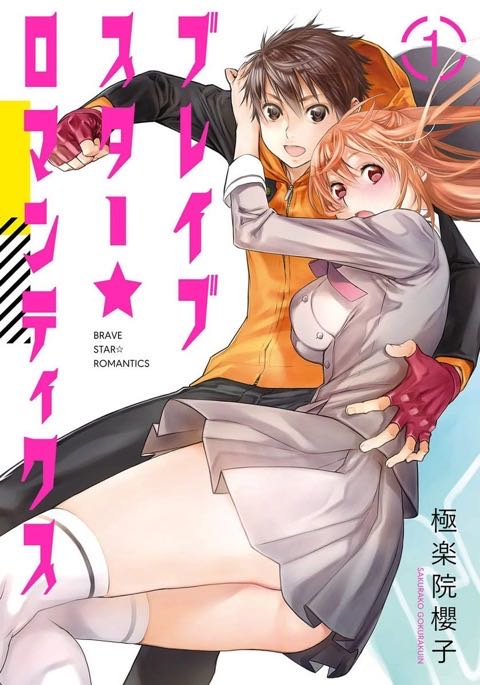 ブレイブ
スター★
ロマンティクス
BRAVE
STAR☆
ROMANTICS
1
極楽院櫻子
SAKURAKO GOKURAKUIN